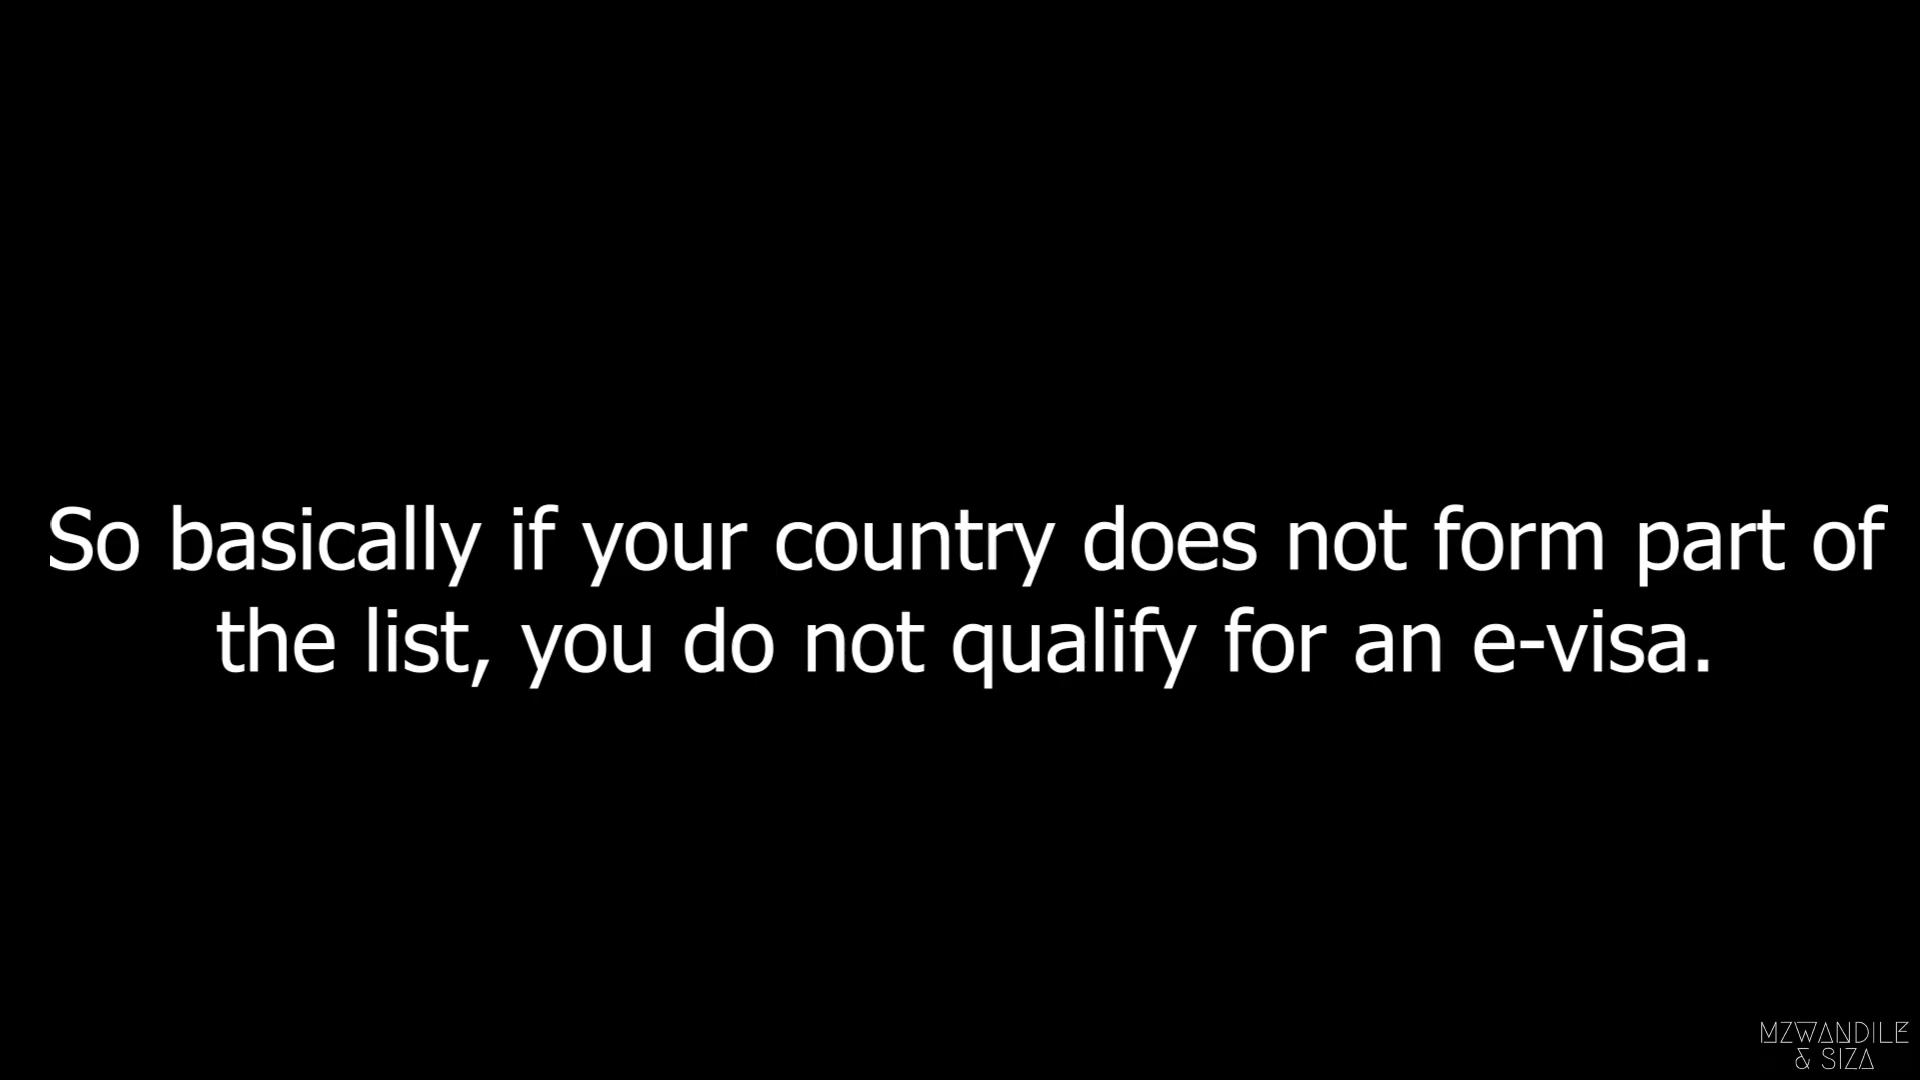 So basically if your country does not form part of
the list, you do not qualify for an e-visa.
MZWANDILE
& SIZA